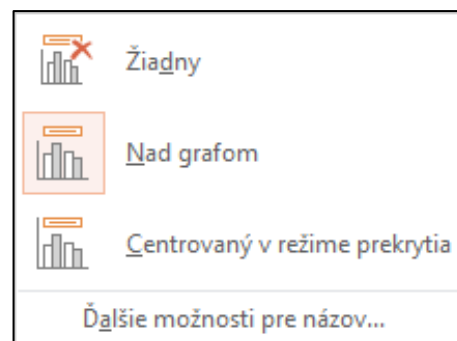 Žiadny
Nad grafom
Centrovaný v režime prekrytia
Ďalšie možnosti pre názov...